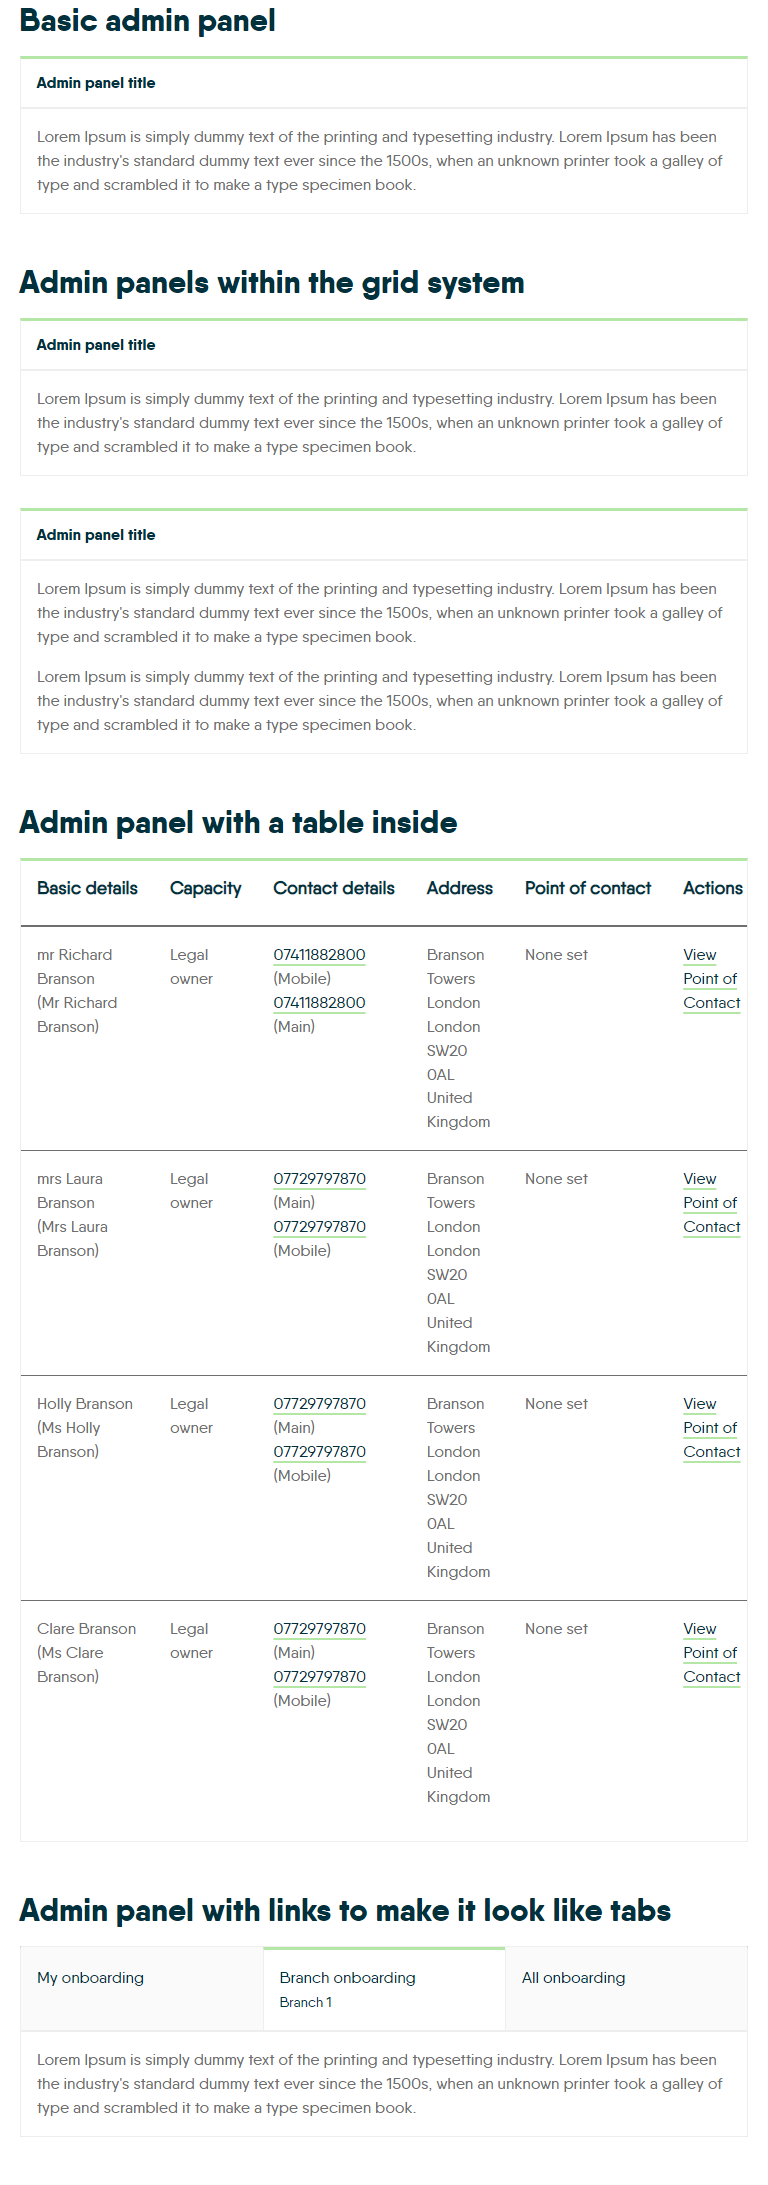 Basic admin panel
Admin panel title
Lorem Ipsum is simply dummy text of the printing and typesetting industry. Lorem Ipsum has been
the industry's standard dummy text ever since the 1500s, when an unknown printer took a galley of
type and scrambled it to make a type specimen book.
Admin panels within the grid system
Admin panel title
Lorem Ipsum is simply dummy text of the printing and typesetting industry. Lorem Ipsum has been
the industry's standard dummy text ever since the 1500s, when an unknown printer took a galley of
type and scrambled it to make a type specimen book.
Admin panel title
Lorem Ipsum is simply dummy text of the printing and typesetting industry. Lorem Ipsum has been
the industry's standard dummy text ever since the 1500s, when an unknown printer took a galley of
type and scrambled it to make a type specimen book.
Lorem Ipsum is simply dummy text of the printing and typesetting industry. Lorem Ipsum has been
the industry's standard dummy text ever since the 1500s, when an unknown printer took a galley of
type and scrambled it to make a type specimen book.
Admin panel with a table inside
Basic details Capacity Contact details Address Point of contact Actions
mr Richard Legal 07411882800 Branson None set View
Branson owner (Mobile) Towers Point of
(Mr Richard 07411882800 London Contact
Branson) (Main) London
SW20
0AL
United
Kingdom
mrs Laura Legal 07729797870 Branson None set View
Branson owner (Main) Towers Point of
(Mrs Laura 07729797870 London Contact
Branson) (Mobile) London
SW20
0AL
United
Kingdom
Holly Branson Legal 07729797870 Branson None set View
(Ms Holly owner (Main) Towers Point of
Branson) 07729797870 London Contact
(Mobile) London
SW20
0AL
United
Kingdom
Clare Branson Legal 07729797870 Branson None set View
(Ms Clare owner (Main) Towers Point of
Branson) 07729797870 London Contact
(Mobile) London
SW20
0AL
United
Kingdom
Admin panel with links to make it look like tabs
My onboarding Branch onboarding All onboarding
Branch 1
Lorem Ipsum is simply dummy text of the printing and typesetting industry. Lorem Ipsum has been
the industry's standard dummy text ever since the 1500s, when an unknown printer took a galley of
type and scrambled it to make a type specimen book.